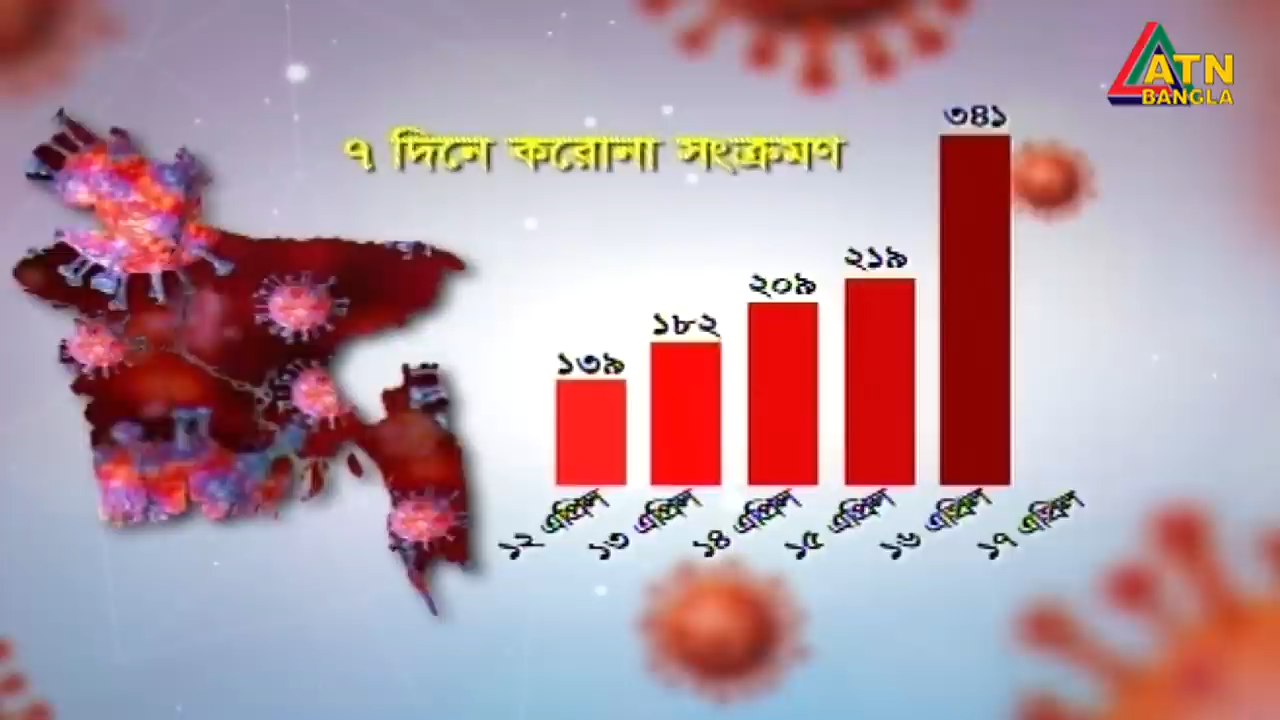 ATN
BANGLA
৭ দিনে করোনা সংক্রমণ
১৩৯
১৮২
২০৯
২১৯
৩৪১
১২ এপ্রিল
১৩ এপ্রিল
১৪ এপ্রিল
১৫ এপ্রিল
১৬ এপ্রিল
১৭ এপ্রিল